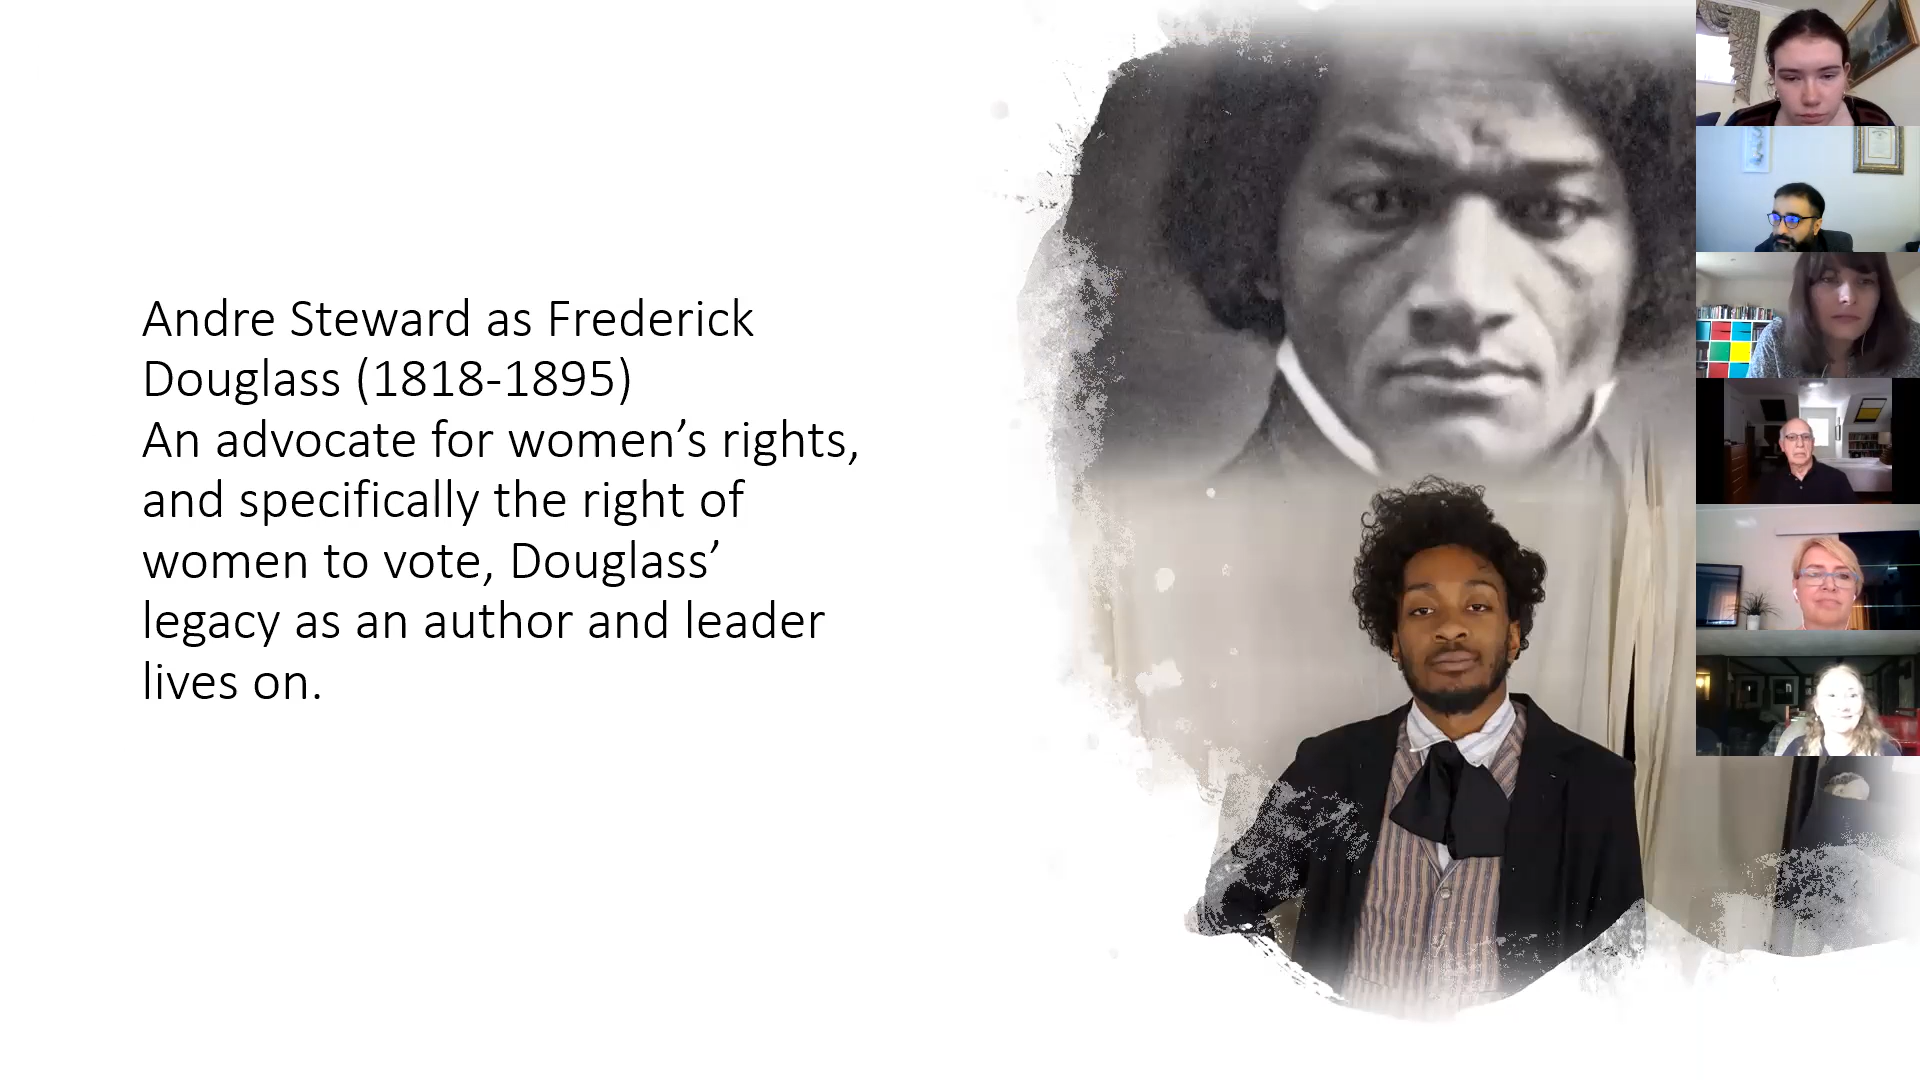 Andre Steward as Frederick
Douglass (1818-1895)
An advocate for women’s rights,
and specifically the right of
women to vote, Douglass’
legacy as an author and leader
lives on.